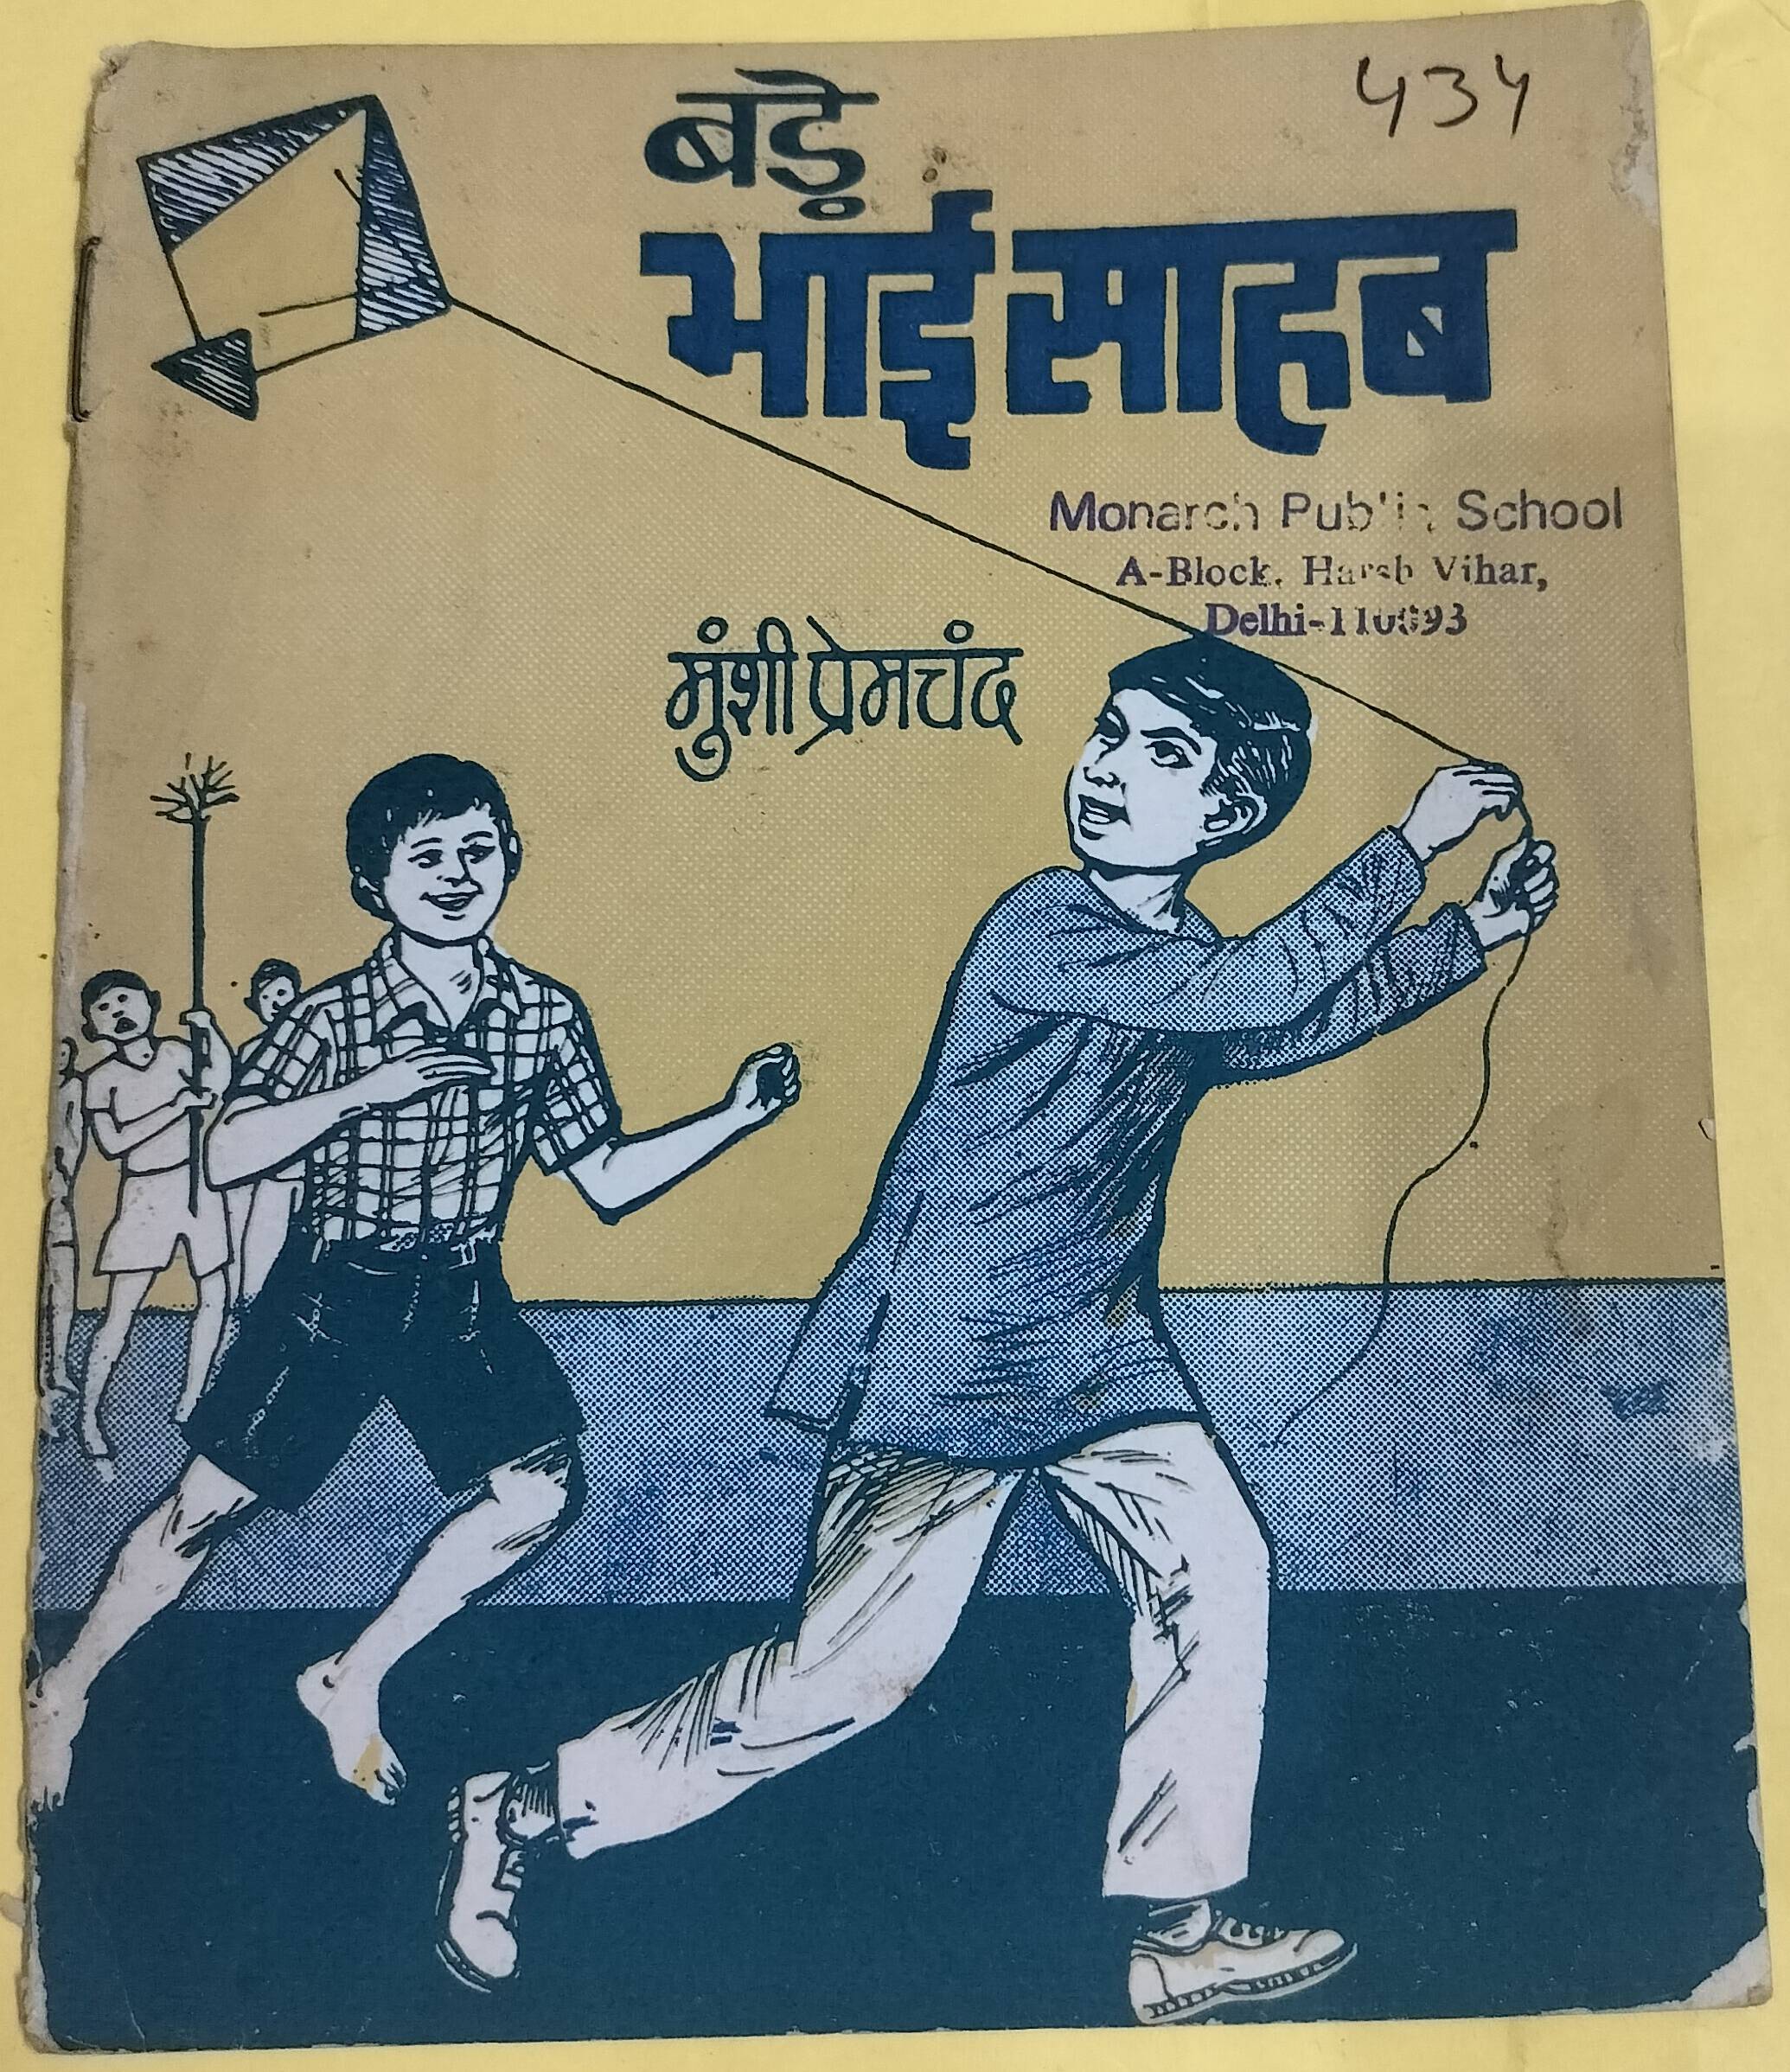 434
बड़े
भाई साहब
Monarch Public School
A-Block, Harsh Vihar,
Delhi-110093
मुंशी प्रेमचंद